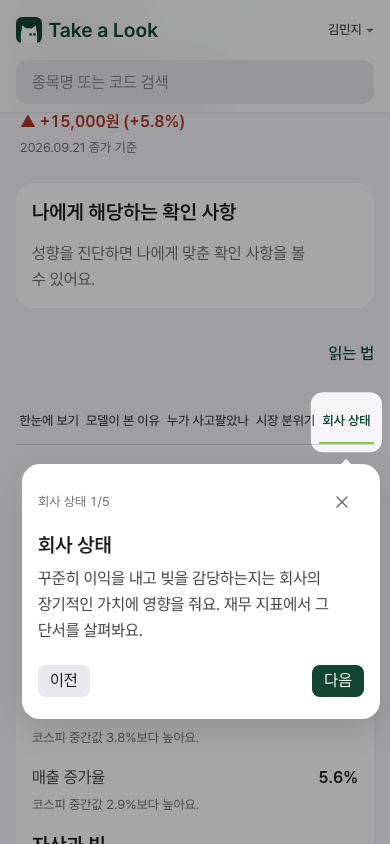 Take a Look
김민지
종목명 또는 코드 검색
▲ +15,000원 (+5.8%)
2026.09.21 종가 기준
나에게 해당하는 확인 사항
성향을 진단하면 나에게 맞춘 확인 사항을 볼
수 있어요.
읽는 법
한눈에 보기 모델이 본 이유 누가 사고팔았나 시장 분위기 회사 상태
회사 상태 1/5
회사 상태
꾸준히 이익을 내고 빚을 감당하는지는 회사의
장기적인 가치에 영향을 줘요. 재무 지표에서 그
단서를 살펴봐요.
이전 다음
코스피 중간값 3.8%보다 높아요.
매출 증가율 5.6%
코스피 중간값 2.9%보다 높아요.
자산과 빚